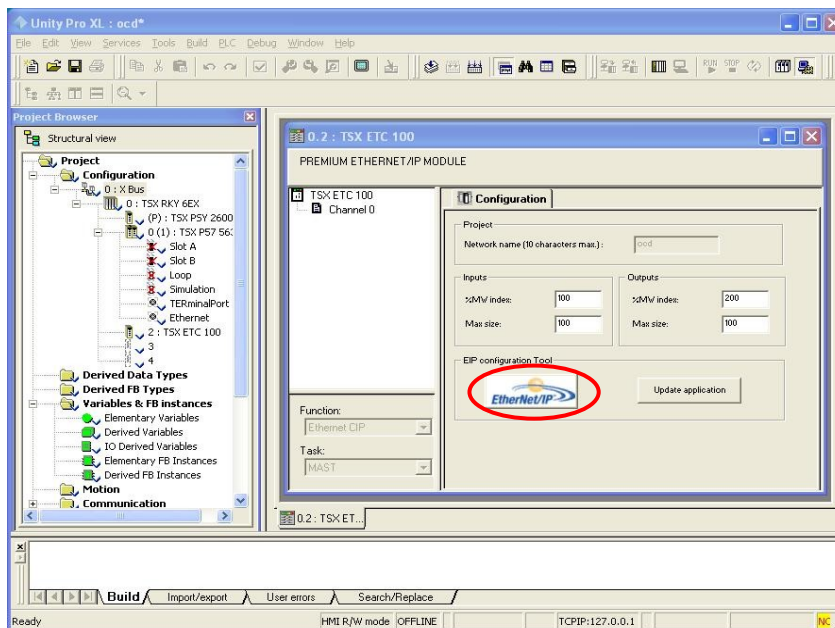 Unity Pro XL : ocd*
File Edit View Services Tools Build PLC Debug Window Help
RUN STOP
Project Browser
Structural view
Project
Configuration
0 : X Bus
0 : TSX RKY 6EX
(P) : TSX PSY 2600
0 (1) : TSX P57 563
Slot A
Slot B
Loop
Simulation
TERminalPort
Ethernet
2 : TSX ETC 100
3
4
Derived Data Types
Derived FB Types
Variables & FB instances
Elementary Variables
Derived Variables
IO Derived Variables
Elementary FB Instances
Derived FB Instances
Motion
Communication
0.2 : TSX ETC 100
PREMIUM ETHERNET/IP MODULE
TSX ETC 100
Channel 0
Function:
Ethernet CIP
Task:
MAST
Configuration
Project
Network name (10 characters max.) : ocd
Inputs
%MW index: 100
Max size: 100
Outputs
%MW index: 200
Max size: 100
EIP configuration Tool
EtherNet/IP
Update application
0.2 : TSX ET...
Build Import/export User errors Search/Replace
Ready HMI R/W mode OFFLINE TCPIP:127.0.0.1 NC